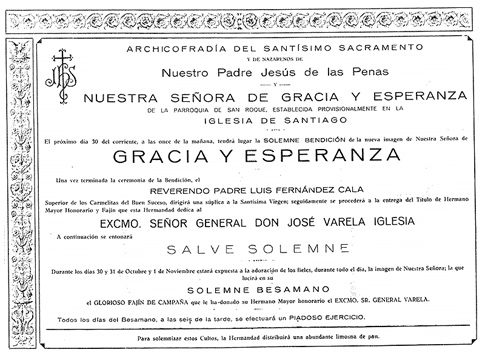 JHS
ARCHICOFRADÍA DEL SANTÍSIMO SACRAMENTO
Y DE NAZARENOS DE
Nuestro Padre Jesús de las Penas
Y
NUESTRA SEÑORA DE GRACIA Y ESPERANZA
DE LA PARROQUIA DE SAN ROQUE, ESTABLECIDA PROVISIONALMENTE EN LA
IGLESIA DE SANTIAGO
El próximo día 30 del corriente, a las once de la mañana, tendrá lugar la SOLEMNE BENDICIÓN de la nueva imagen de Nuestra Señora de
GRACIA Y ESPERANZA
Una vez terminada la ceremonia de la Bendición, el
REVERENDO PADRE LUIS FERNÁNDEZ CALA
Superior de los Carmelitas del Buen Suceso, dirigirá una súplica a la Santísima Virgen; seguidamente se procederá a la entrega del Título de Hermano
Mayor Honorario y Fajín que esta Hermandad dedica al
EXCMO. SEÑOR GENERAL DON JOSÉ VARELA IGLESIA
A continuación se entonará
SALVE SOLEMNE
Durante los días 30 y 31 de Octubre y 1 de Noviembre estará expuesta a la adoración de los fieles, durante todo el día, la imagen de Nuestra Señora; la que
lucirá en su
SOLEMNE BESAMANO
el GLORIOSO FAJÍN DE CAMPAÑA que le ha donado su Hermano Mayor honorario el EXCMO. SR. GENERAL VARELA.
Todos los días del Besamano, a las seis de la tarde, se efectuará un PIADOSO EJERCICIO.
Para solemnizar estos Cultos, la Hermandad distribuirá una abundante limosna de pan.